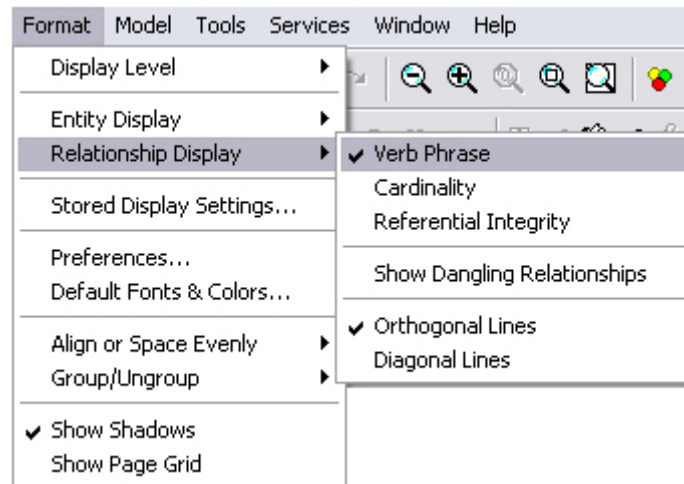 Format Model Tools Services Window Help
Display Level
Entity Display
Relationship Display
Stored Display Settings...
Preferences...
Default Fonts & Colors...
Align or Space Evenly
Group/Ungroup
Show Shadows
Show Page Grid
Verb Phrase
Cardinality
Referential Integrity
Show Dangling Relationships
Orthogonal Lines
Diagonal Lines